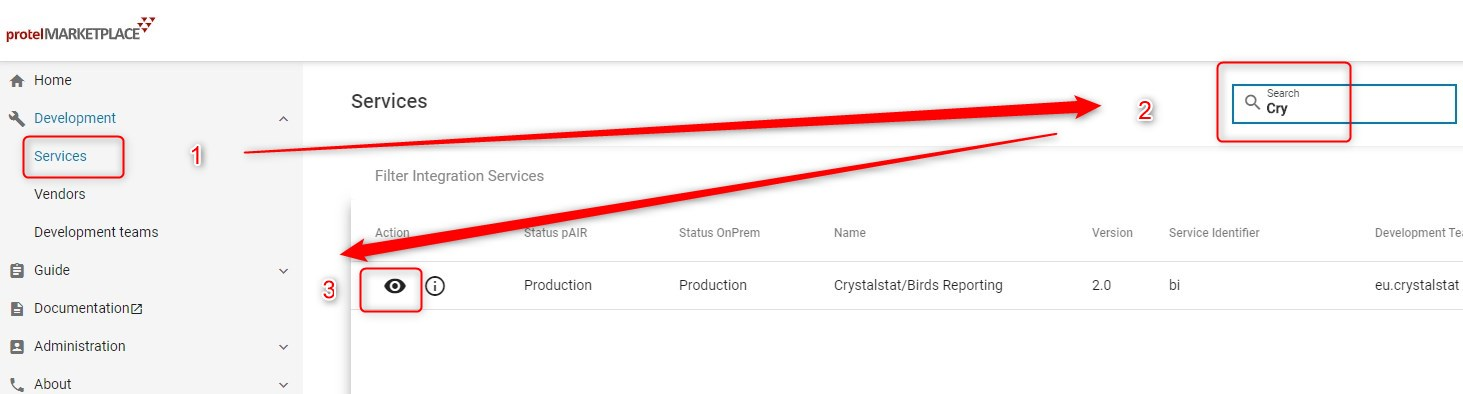 protelMARKETPLACE
Home
Development
Services
Vendors
Development teams
Guide
Documentation
Administration
About
1
Services
2
Search
Cry
Filter Integration Services
Action Status pAIR Status OnPrem Name Version Service Identifier Development Te
3
Production Production Crystalstat/Birds Reporting 2.0 bi eu.crystalstat